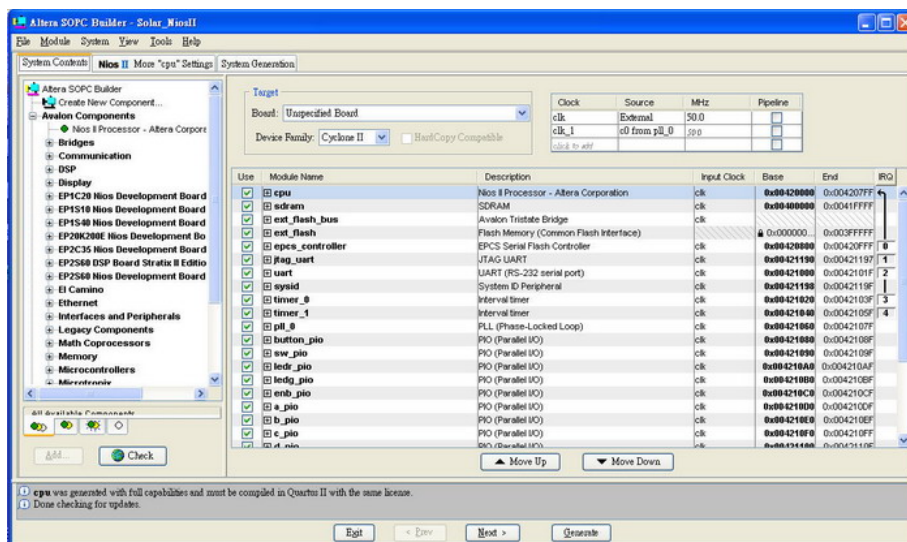 Altera SOPC Builder - Solar_NiosII
File Module System View Tools Help
System Contents Nios II More "cpu" Settings System Generation
Altera SOPC Builder
Create New Component...
Avalon Components
Nios II Processor - Altera Corpora
Bridges
Communication
DSP
Display
EP1C20 Nios Development Board
EP1S10 Nios Development Board
EP1S40 Nios Development Board
EP20K200E Nios Development Bo
EP2C35 Nios Development Board
EP2S60 DSP Board Stratix II Editio
EP2S60 Nios Development Board
El Camino
Ethernet
Interfaces and Peripherals
Legacy Components
Math Coprocessors
Memory
Microcontrollers
Microtronix
All Available Components
Add... Check
Target
Board: Unspecified Board
Device Family: Cyclone II HardCopy Compatible
Clock Source MHz Pipeline
clk External 50.0
clk_1 c0 from pll_0 50.0
click to add
Use Module Name Description Input Clock Base End IRQ
cpu Nios II Processor - Altera Corporation clk 0x00420000 0x004207FF
sdram SDRAM clk 0x00400000 0x0041FFFF
ext_flash_bus Avalon Tristate Bridge clk
ext_flash Flash Memory (Common Flash Interface) 0x000000... 0x003FFFFF
epcs_controller EPCS Serial Flash Controller clk 0x00420800 0x00420FFF 0
jtag_uart JTAG UART clk 0x00421190 0x00421197 1
uart UART (RS-232 serial port) clk 0x00421000 0x0042101F 2
sysid System ID Peripheral clk 0x00421198 0x0042119F
timer_0 Interval timer clk 0x00421020 0x0042103F 3
timer_1 Interval timer clk 0x00421040 0x0042105F 4
pll_0 PLL (Phase-Locked Loop) clk 0x00421060 0x0042107F
button_pio PIO (Parallel I/O) clk 0x00421080 0x0042108F
sw_pio PIO (Parallel I/O) clk 0x00421090 0x0042109F
ledr_pio PIO (Parallel I/O) clk 0x004210A0 0x004210AF
ledg_pio PIO (Parallel I/O) clk 0x004210B0 0x004210BF
enb_pio PIO (Parallel I/O) clk 0x004210C0 0x004210CF
a_pio PIO (Parallel I/O) clk 0x004210D0 0x004210DF
b_pio PIO (Parallel I/O) clk 0x004210E0 0x004210EF
c_pio PIO (Parallel I/O) clk 0x004210F0 0x004210FF
d_pio PIO (Parallel I/O) clk 0x00421100 0x0042110F
Move Up Move Down
cpu was generated with full capabilities and must be compiled in Quartus II with the same license.
Done checking for updates.
Exit < Prev Next > Generate